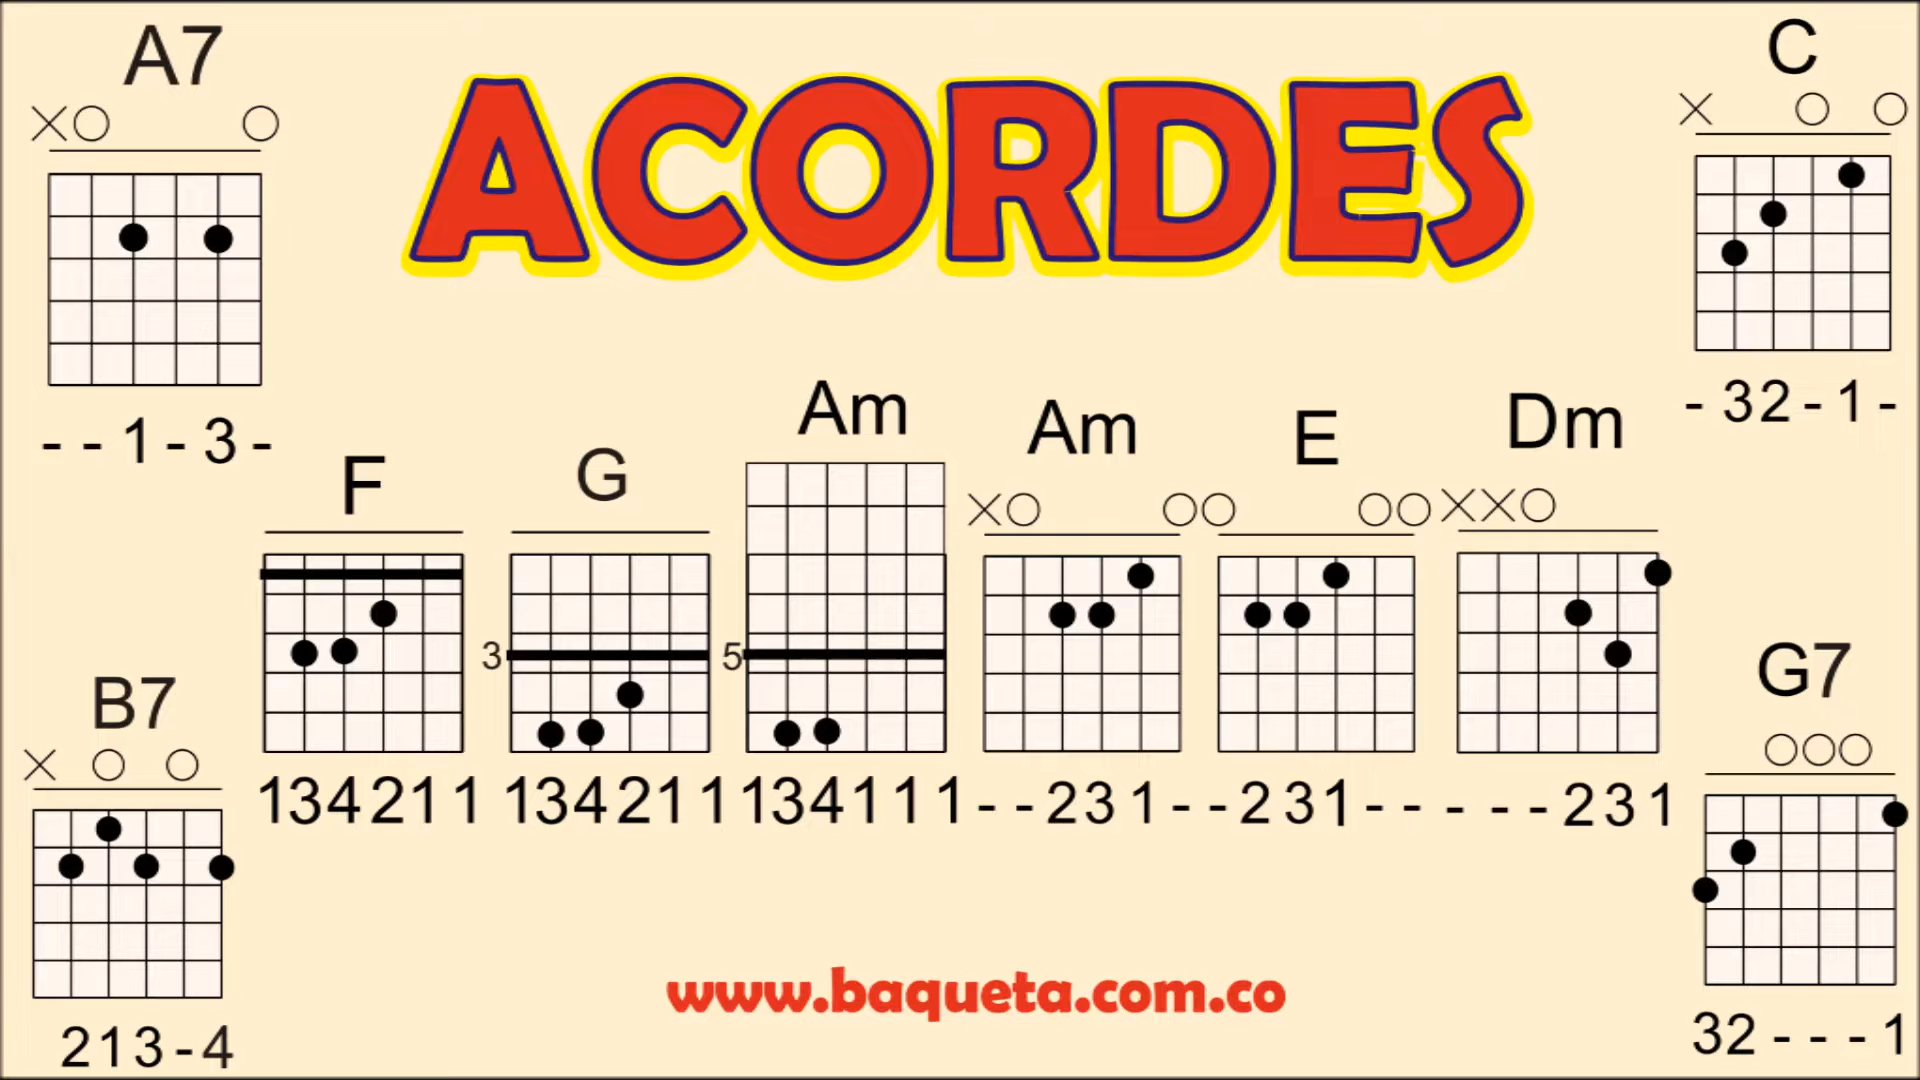 A7
ACORDES
C
- - 1 - 3 -
- 32 - 1 -
F
G
Am
Am
E
Dm
3
5
B7
G7
134211
134211
134111
- - 231 -
- 231 - -
- - - 231
www.baqueta.com.co
213 - 4
32 - - - 1